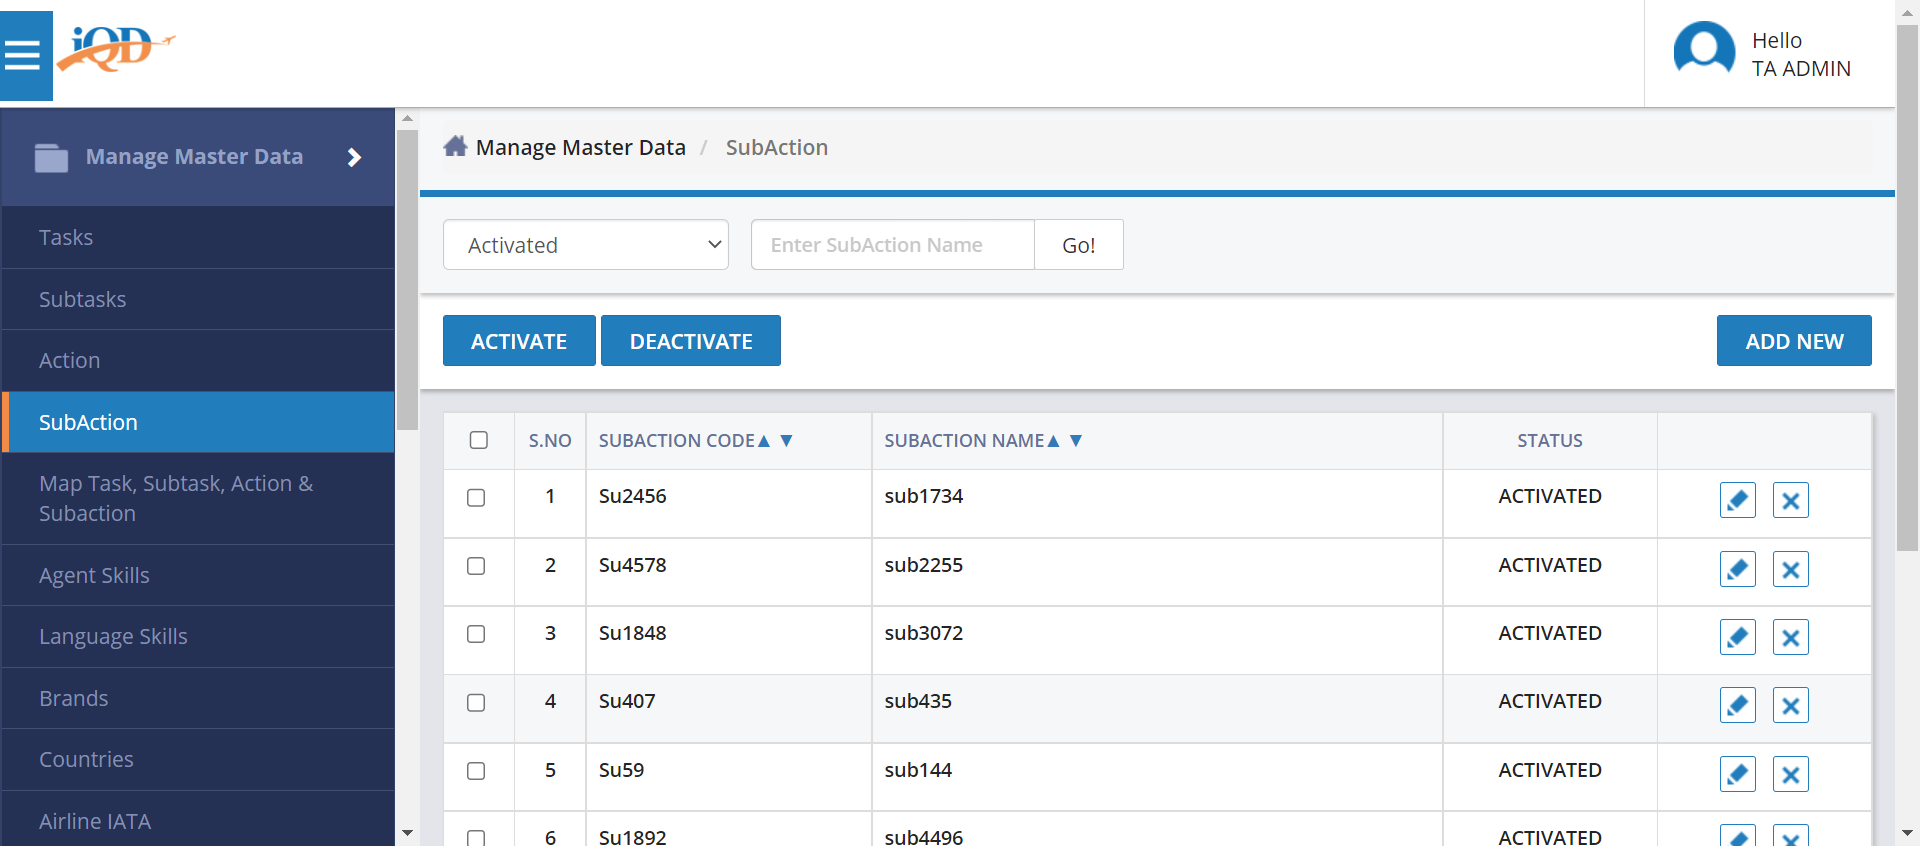 iQD
Hello
TA ADMIN
Manage Master Data
Tasks
Subtasks
Action
SubAction
Map Task, Subtask, Action &
Subaction
Agent Skills
Language Skills
Brands
Countries
Airline IATA
Manage Master Data / SubAction
Activated Enter SubAction Name Go!
ACTIVATE DEACTIVATE ADD NEW
S.NO SUBACTION CODE▲ ▼ SUBACTION NAME▲ ▼ STATUS
1 Su2456 sub1734 ACTIVATED
2 Su4578 sub2255 ACTIVATED
3 Su1848 sub3072 ACTIVATED
4 Su407 sub435 ACTIVATED
5 Su59 sub144 ACTIVATED
6 Su1892 sub4496 ACTIVATED